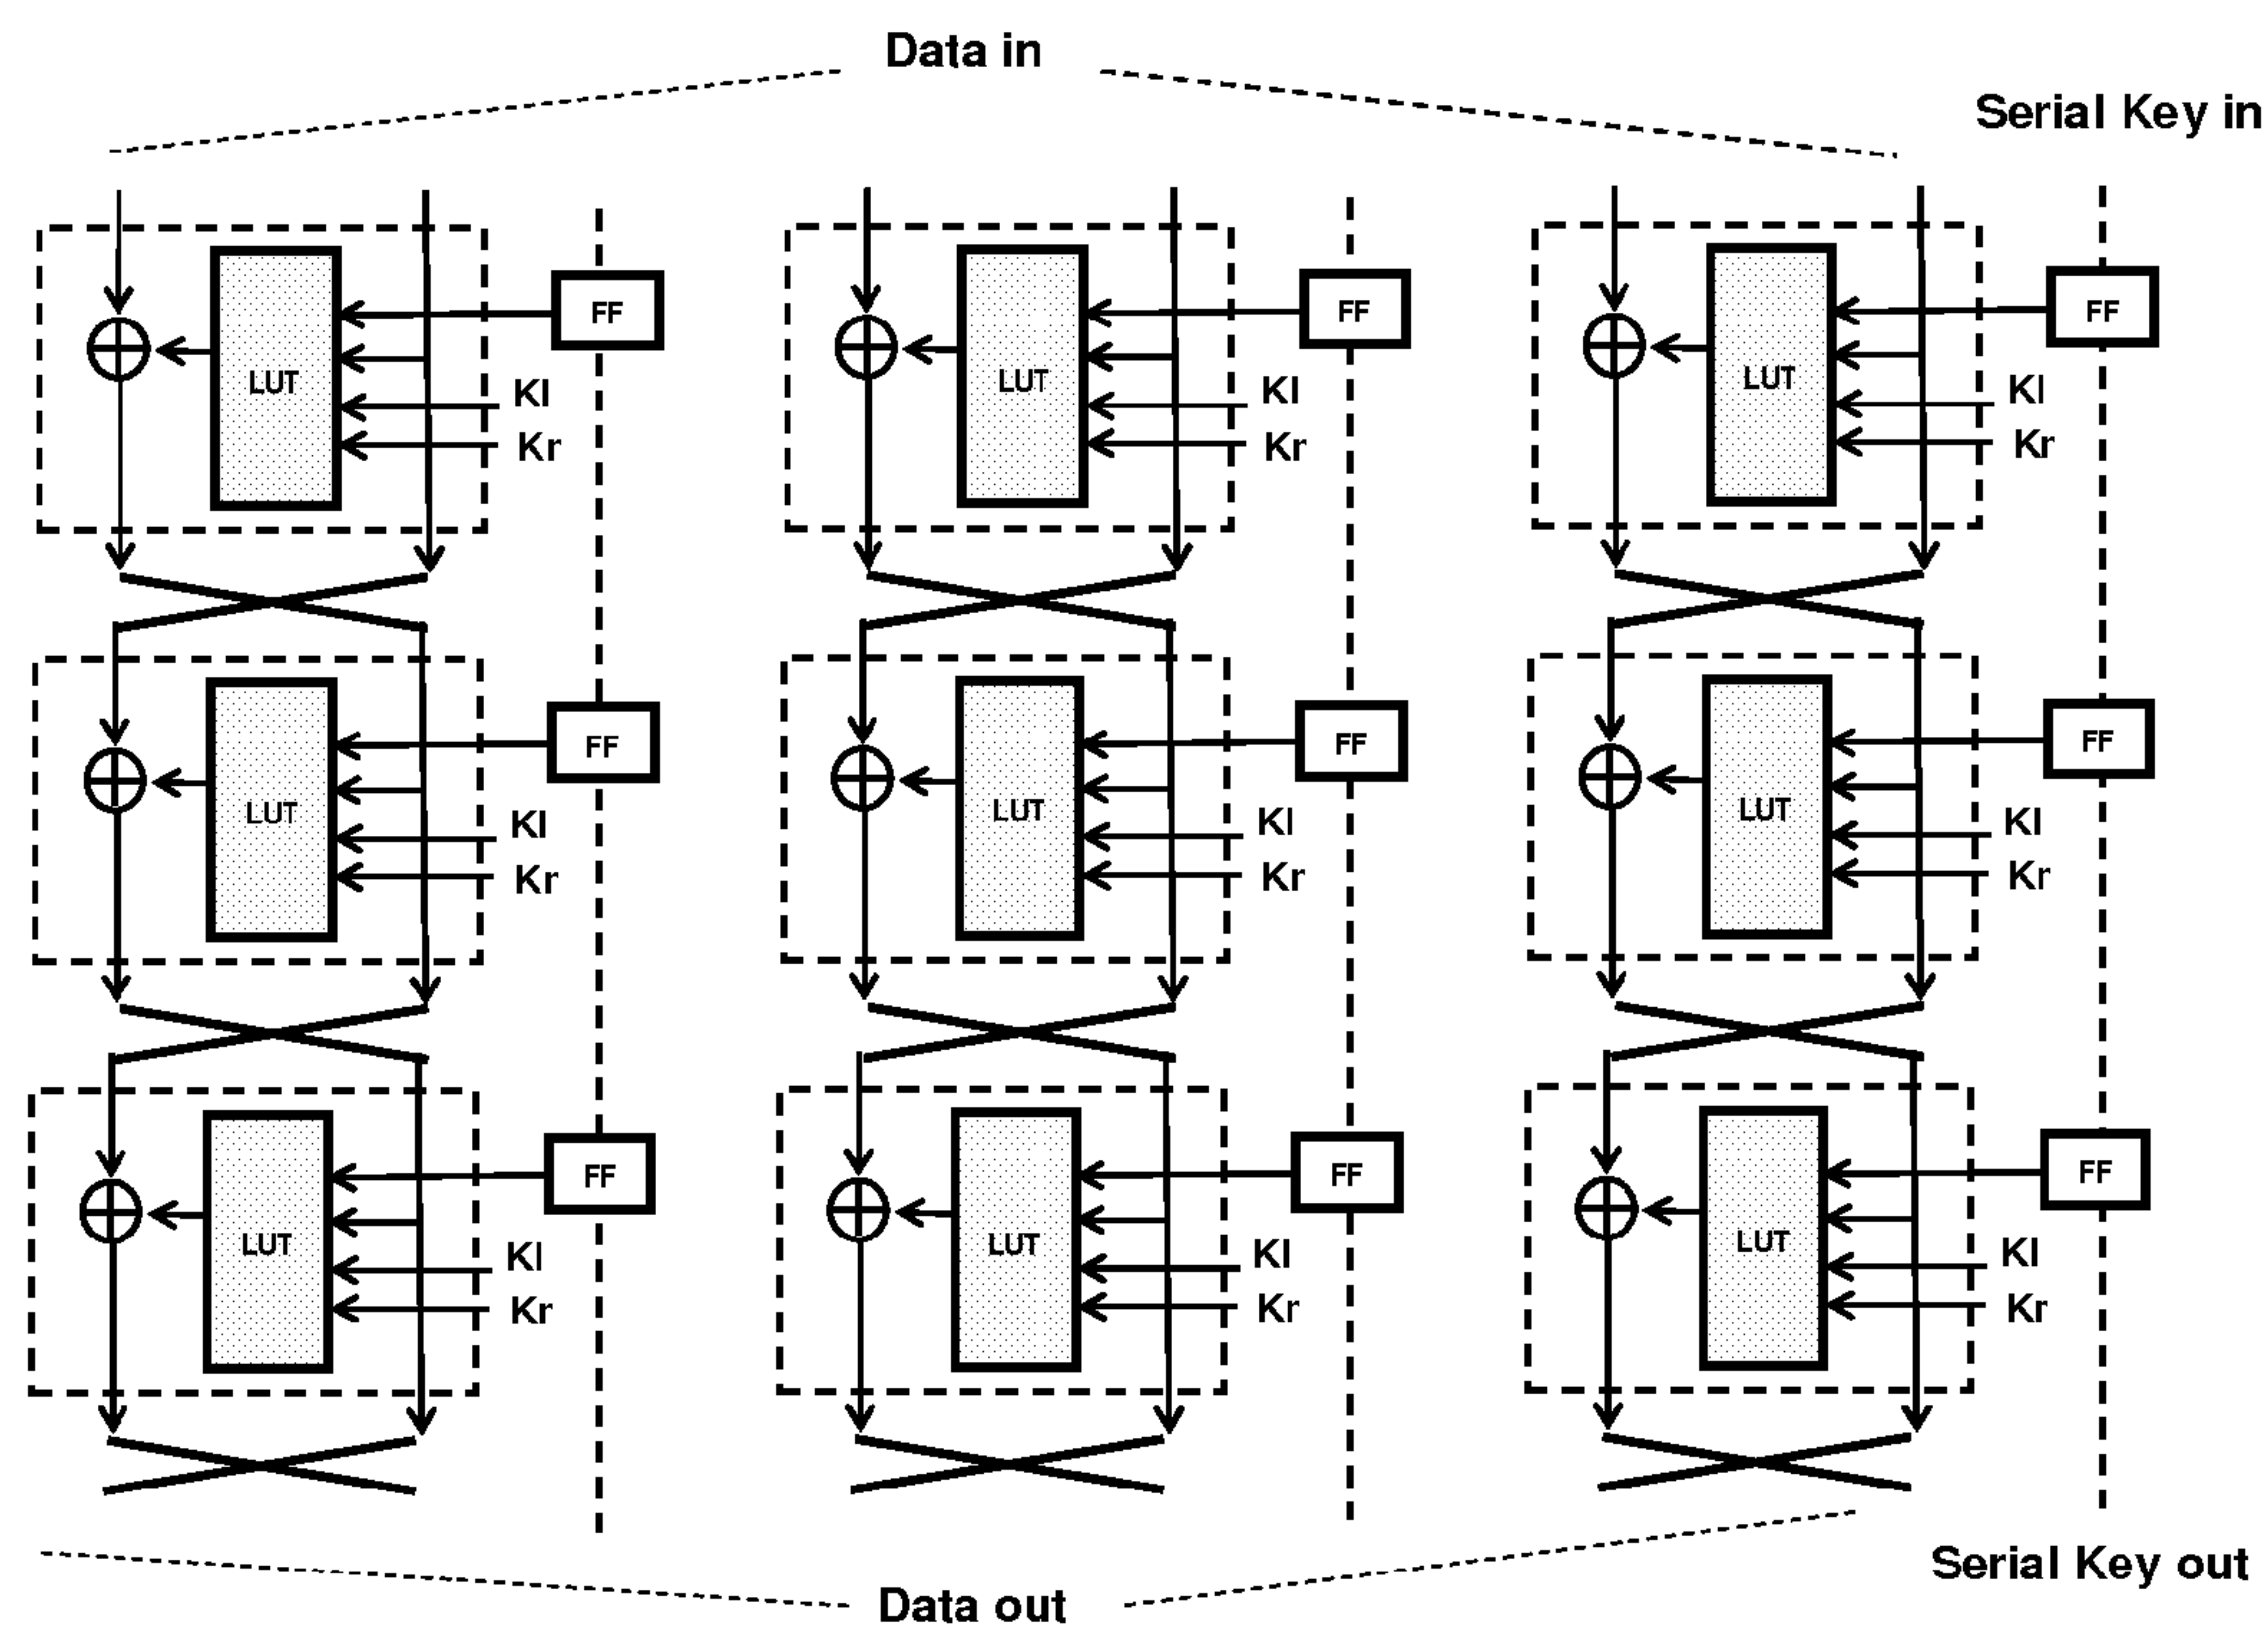 Data in
Serial Key in
FF FF FF
LUT LUT LUT
Kl Kl Kl
Kr Kr Kr
FF FF FF
LUT LUT LUT
Kl Kl Kl
Kr Kr Kr
FF FF FF
LUT LUT LUT
Kl Kl Kl
Kr Kr Kr
Serial Key out
Data out